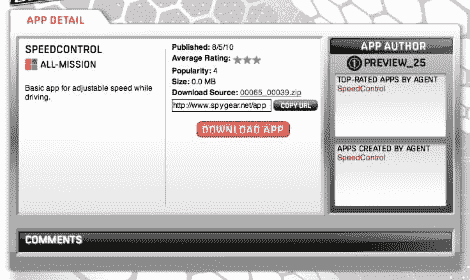 APP DETAIL
SPEEDCONTROL
ALL-MISSION
Basic app for adjustable speed while
driving.
Published: 8/5/10
Average Rating:
Popularity: 4
Size: 0.0 MB
Download Source: 00065_00039.zip
http://www.spygear.net/app
COPY URL
DOWNLOAD APP
APP AUTHOR
PREVIEW_25
TOP-RATED APPS BY AGENT
SpeedControl
APPS CREATED BY AGENT
SpeedControl
COMMENTS